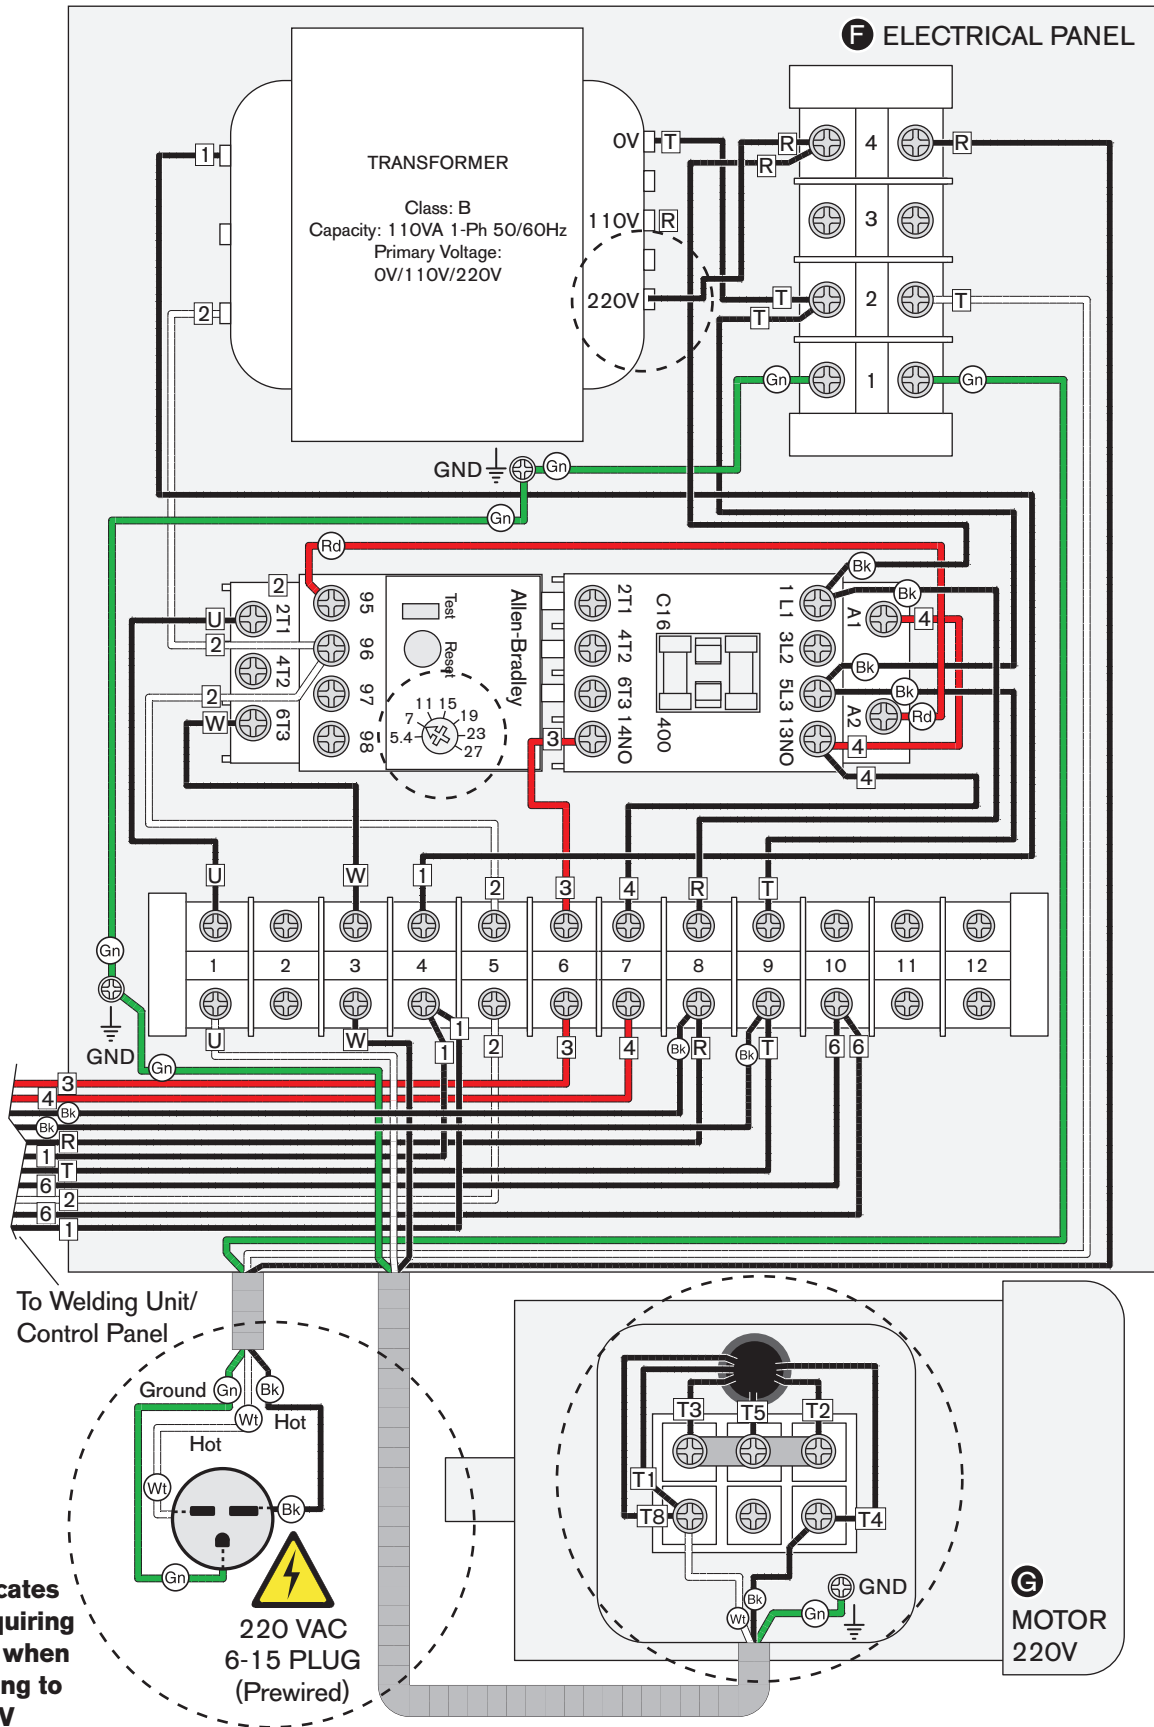 F ELECTRICAL PANEL
TRANSFORMER
Class: B
Capacity: 110VA 1-Ph 50/60Hz
Primary Voltage:
0V/110V/220V
1
2
0V T
110V R
220V
R
R
4
R
3
T
T
2
T
Gn
1
Gn
GND
Gn
Gn
Rd
2
2T1
4T2
6T3
U
2
2
W
95
96
97
98
Test
Reset
Allen-Bradley
5.4
7
11
15
19
23
27
3
2T1
4T2
6T3
14NO
C16
400
1 L1
3L2
5L3
13NO
A1
A2
Bk
Bk
4
Bk
Bk
Rd
4
4
U
W
1
2
3
4
R
T
1
2
3
4
5
6
7
8
9
10
11
12
Gn
GND
Gn
U
W
1
1
2
3
4
Bk
R
Bk
T
6
6
3
4
Bk
Bk
R
1
T
6
2
6
1
To Welding Unit/
Control Panel
Ground
Gn
Bk
Wt
Hot
Hot
Wt
Bk
Gn
220 VAC
6-15 PLUG
(Prewired)
cates
quiring
when
ng to
V
T3
T5
T2
T1
T8
T4
Bk
Wt
Gn
GND
G
MOTOR
220V